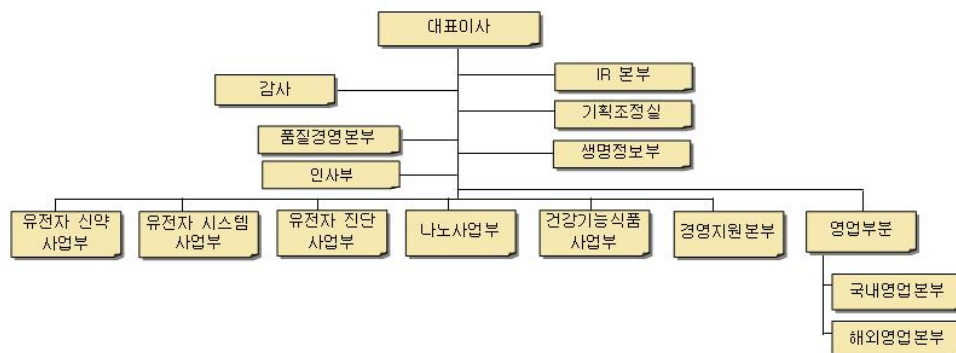 대표이사
IR 본부
감사
기획조정실
품질경영본부
생명정보부
인사부
유전자 신약
사업부
유전자 시스템
사업부
유전자 진단
사업부
나노사업부
건강기능식품
사업부
경영지원본부
영업부분
국내영업본부
해외영업본부